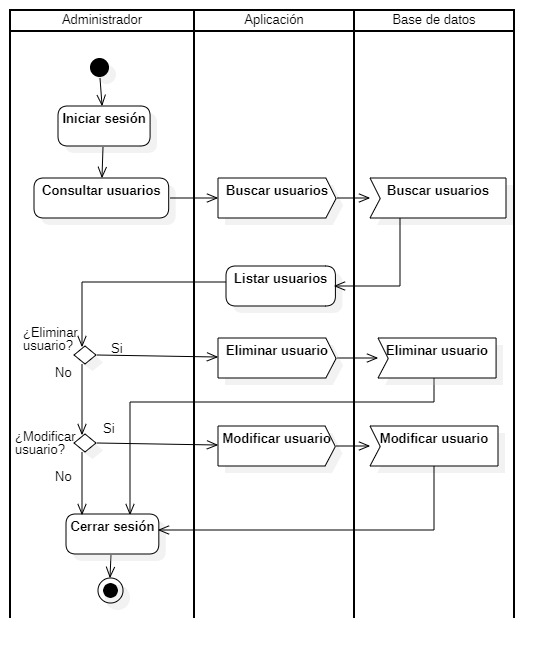 Administrador
Aplicación
Base de datos
Iniciar sesión
Consultar usuarios
Buscar usuarios
Buscar usuarios
Listar usuarios
¿Eliminar
usuario?
Si
No
Eliminar usuario
Eliminar usuario
¿Modificar
usuario?
Si
No
Modificar usuario
Modificar usuario
Cerrar sesión